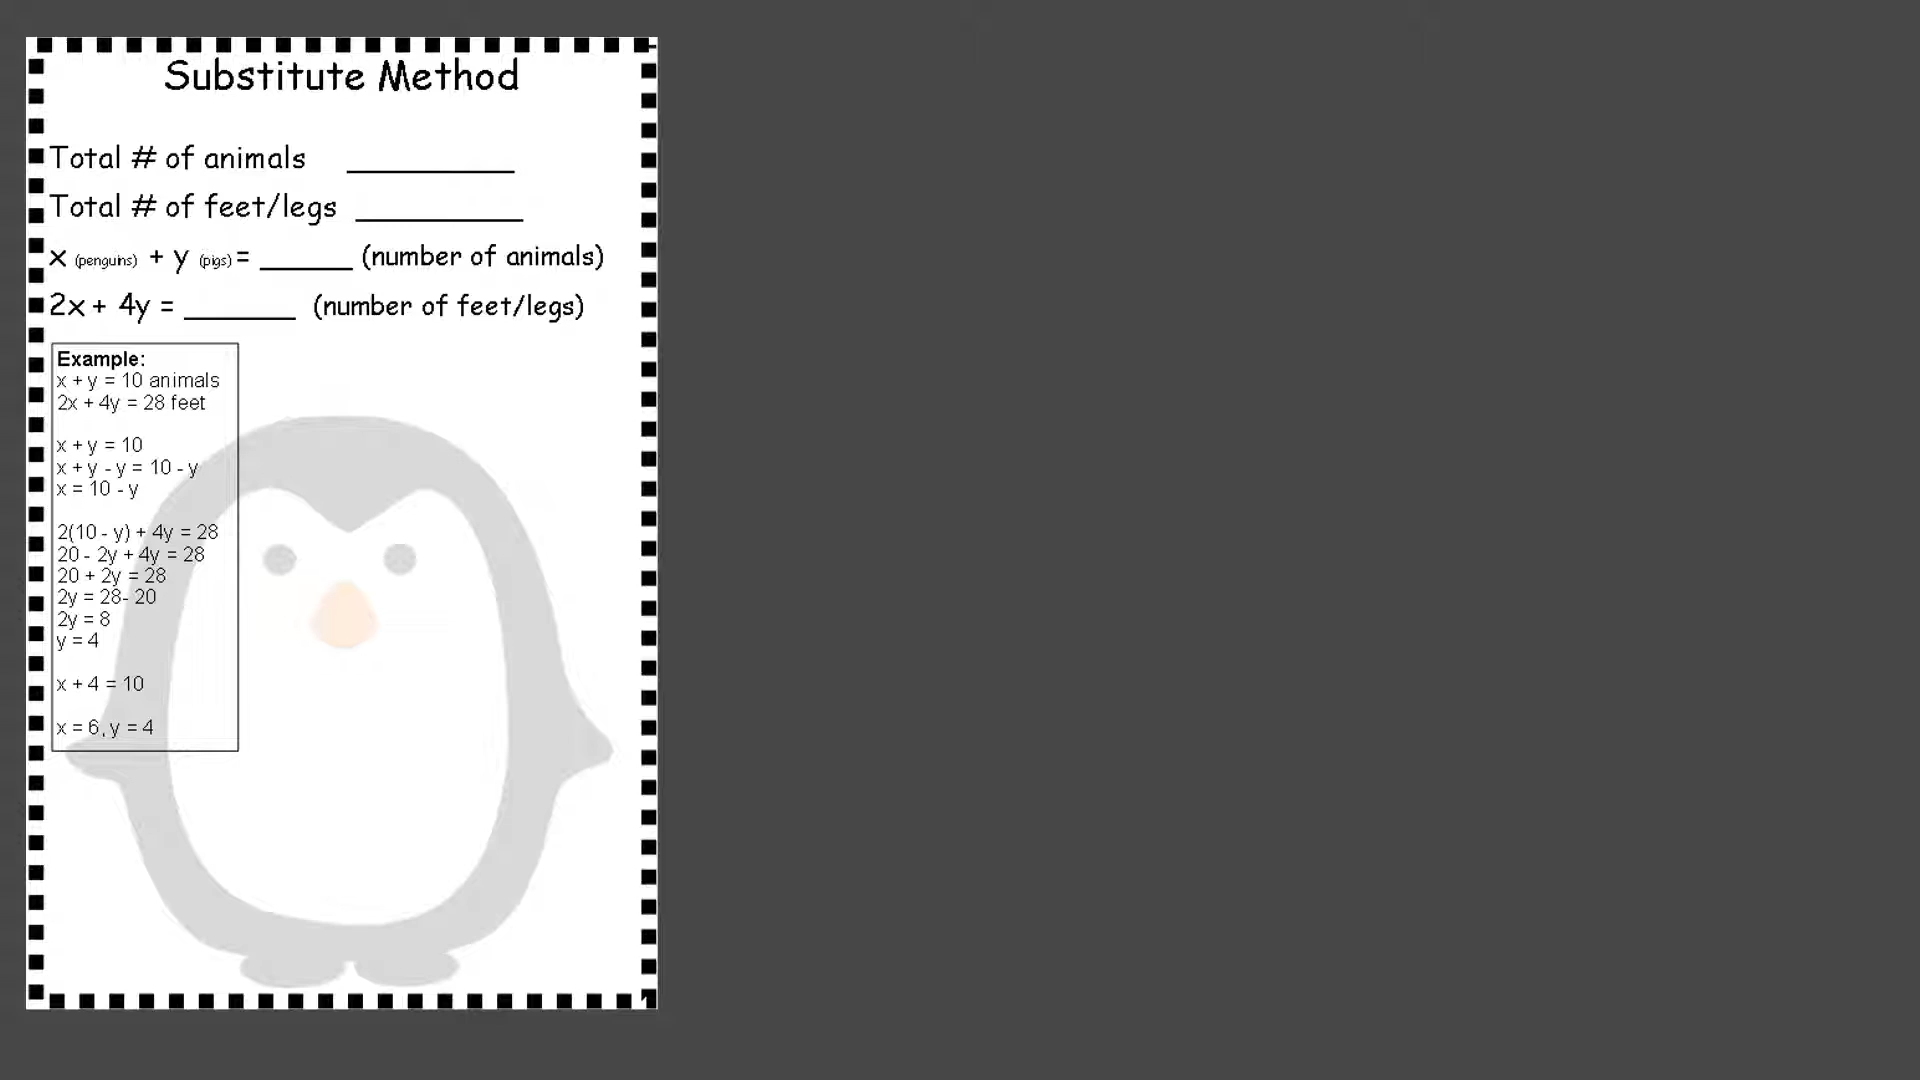 Substitute Method
Total # of animals ___________
Total # of feet/legs ___________
x (penguins) + y (pigs) = ______ (number of animals)
2x + 4y = _______ (number of feet/legs)
Example:
x + y = 10 animals
2x + 4y = 28 feet
x + y = 10
x + y - y = 10 - y
x = 10 - y
2(10 - y) + 4y = 28
20 - 2y + 4y = 28
20 + 2y = 28
2y = 28- 20
2y = 8
y = 4
x + 4 = 10
x = 6, y = 4